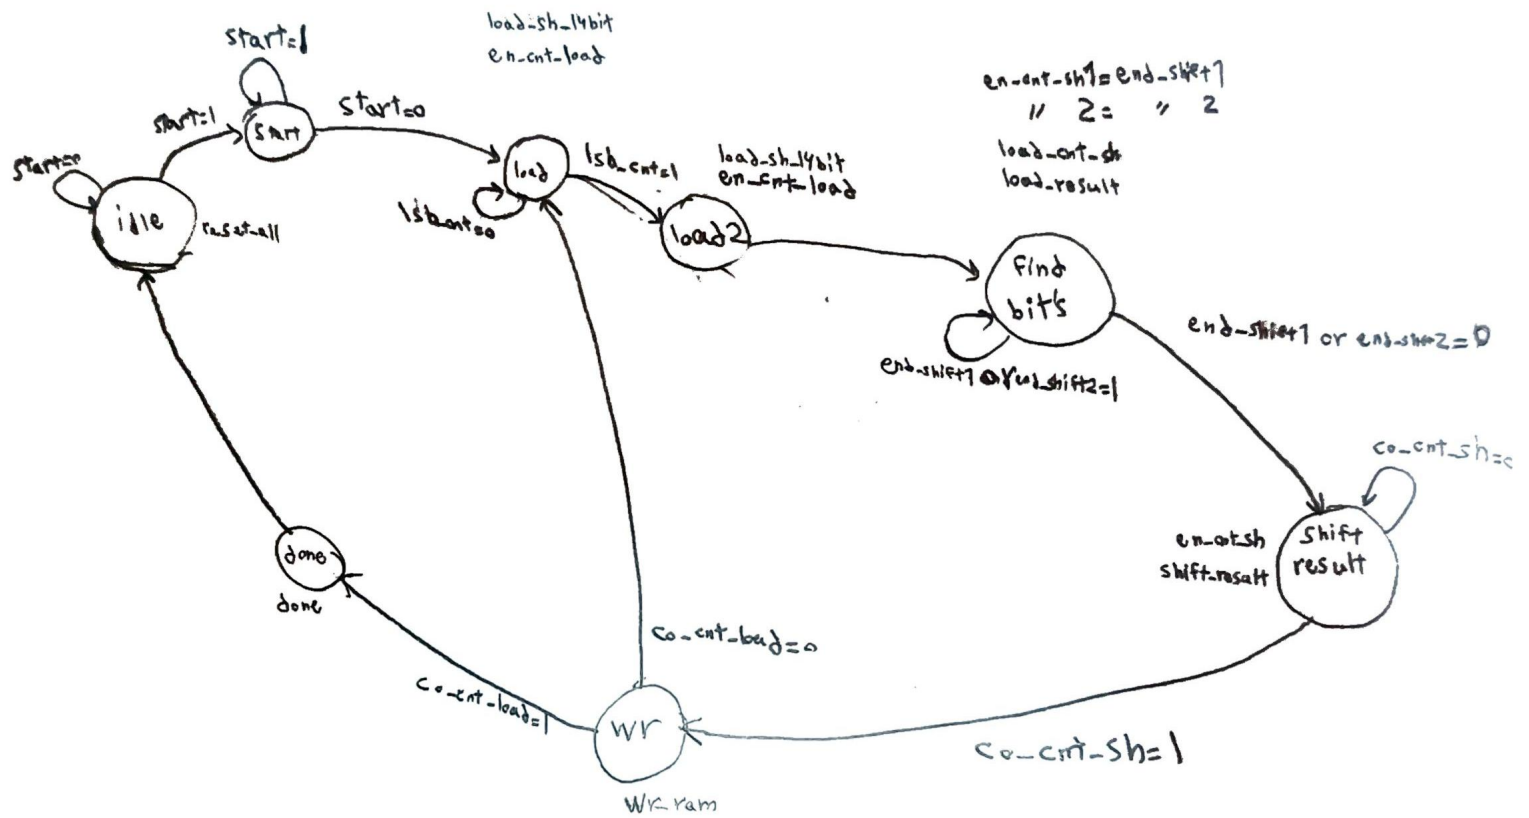 load_sh_14bit
en_cnt_load
start=1
start=1
start
start=0
start=0
idle
reset_all
load
lsb_cnt=1
lsb_cnt=0
load_sh_14bit
en_cnt_load
load2
en_cnt_sh1=end_shift1
" 2= " 2
load_cnt_sh
load_result
find
bits
end_shift1 or end_shift2=0
end_shift1 or end_shift2=1
co_cnt_sh=0
en_cnt_sh
shift_result
shift
result
done
done
co_cnt_load=0
co_cnt_load=1
wr
wr_ram
co_cnt_sh=1